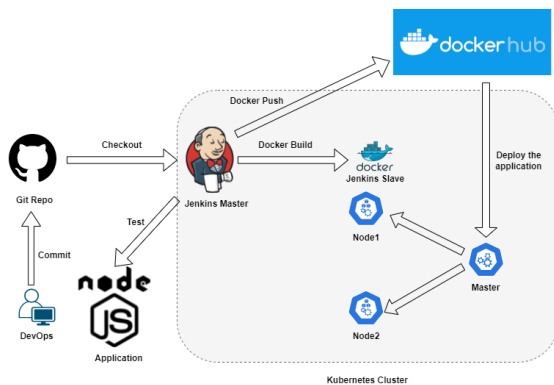 dockerhub
Docker Push
Checkout
Docker Build
docker
Jenkins Slave
Deploy the
application
Git Repo
Jenkins Master
Test
Node1
Commit
node
JS
Master
DevOps
Application
Node2
Kubernetes Cluster